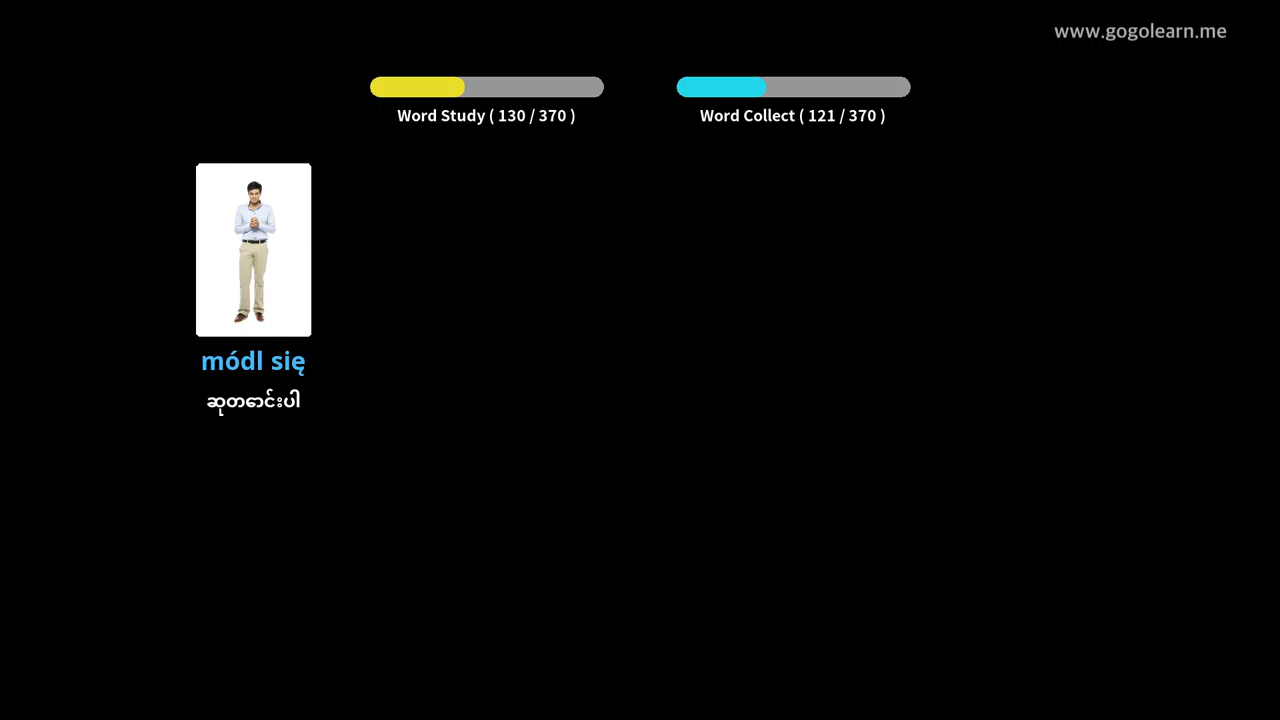 www.gogolearn.me
Word Study ( 130 / 370 )
Word Collect ( 121 / 370 )
módl się
ဆုတောင်းပါ